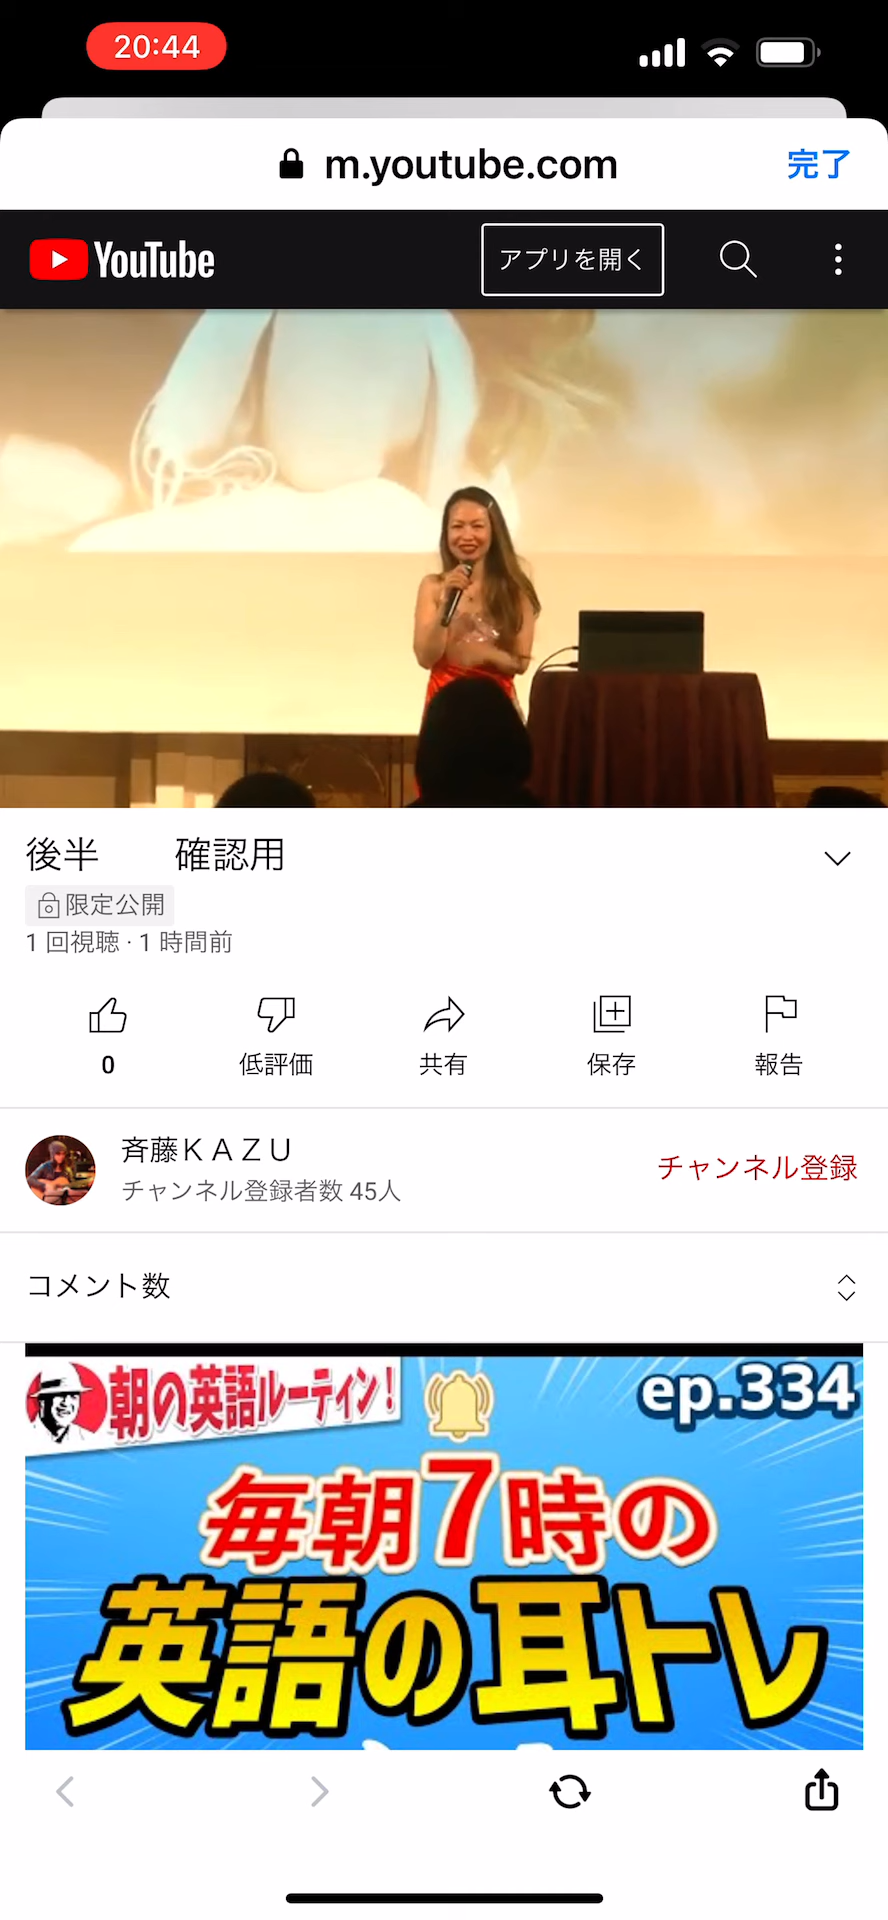 20:44
m.youtube.com
完了
YouTube
アプリを開く
後半　　確認用
限定公開
1 回視聴 · 1 時間前
0
低評価
共有
保存
報告
斉藤ＫＡＺＵ
チャンネル登録者数 45人
チャンネル登録
コメント数
朝の英語ルーティン！
ep.334
毎朝7時の
英語の耳トレ